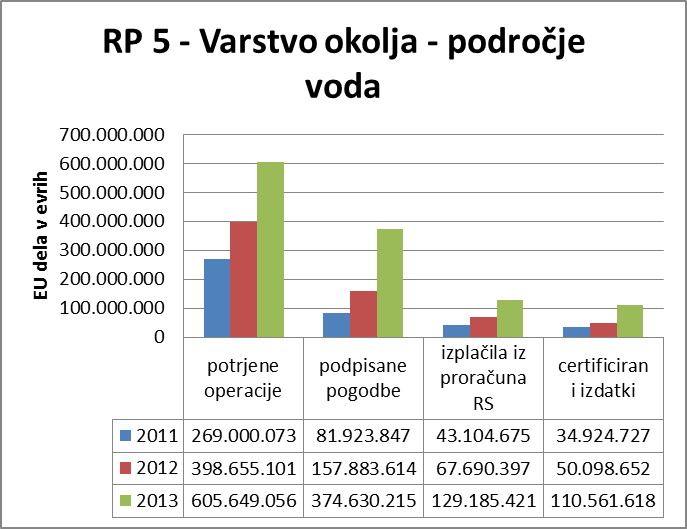 RP 5 - Varstvo okolja - področje
voda
EU dela v evrih
700.000.000
600.000.000
500.000.000
400.000.000
300.000.000
200.000.000
100.000.000
0
potrjene
operacije
podpisane
pogodbe
izplačila iz
proračuna
RS
certificiran
i izdatki
2011 269.000.073 81.923.847 43.104.675 34.924.727
2012 398.655.101 157.883.614 67.690.397 50.098.652
2013 605.649.056 374.630.215 129.185.421 110.561.618